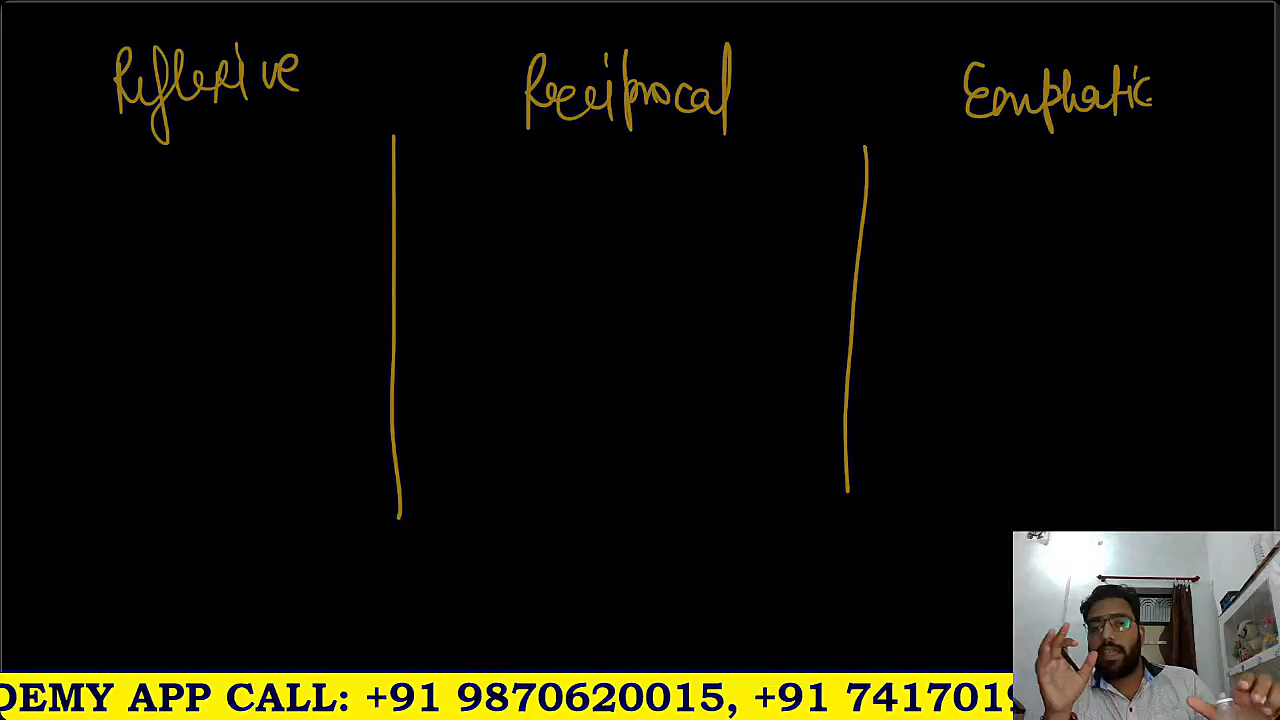 Reflexive Reciprocal Emphatic
DEMY APP CALL: +91 9870620015, +91 741701